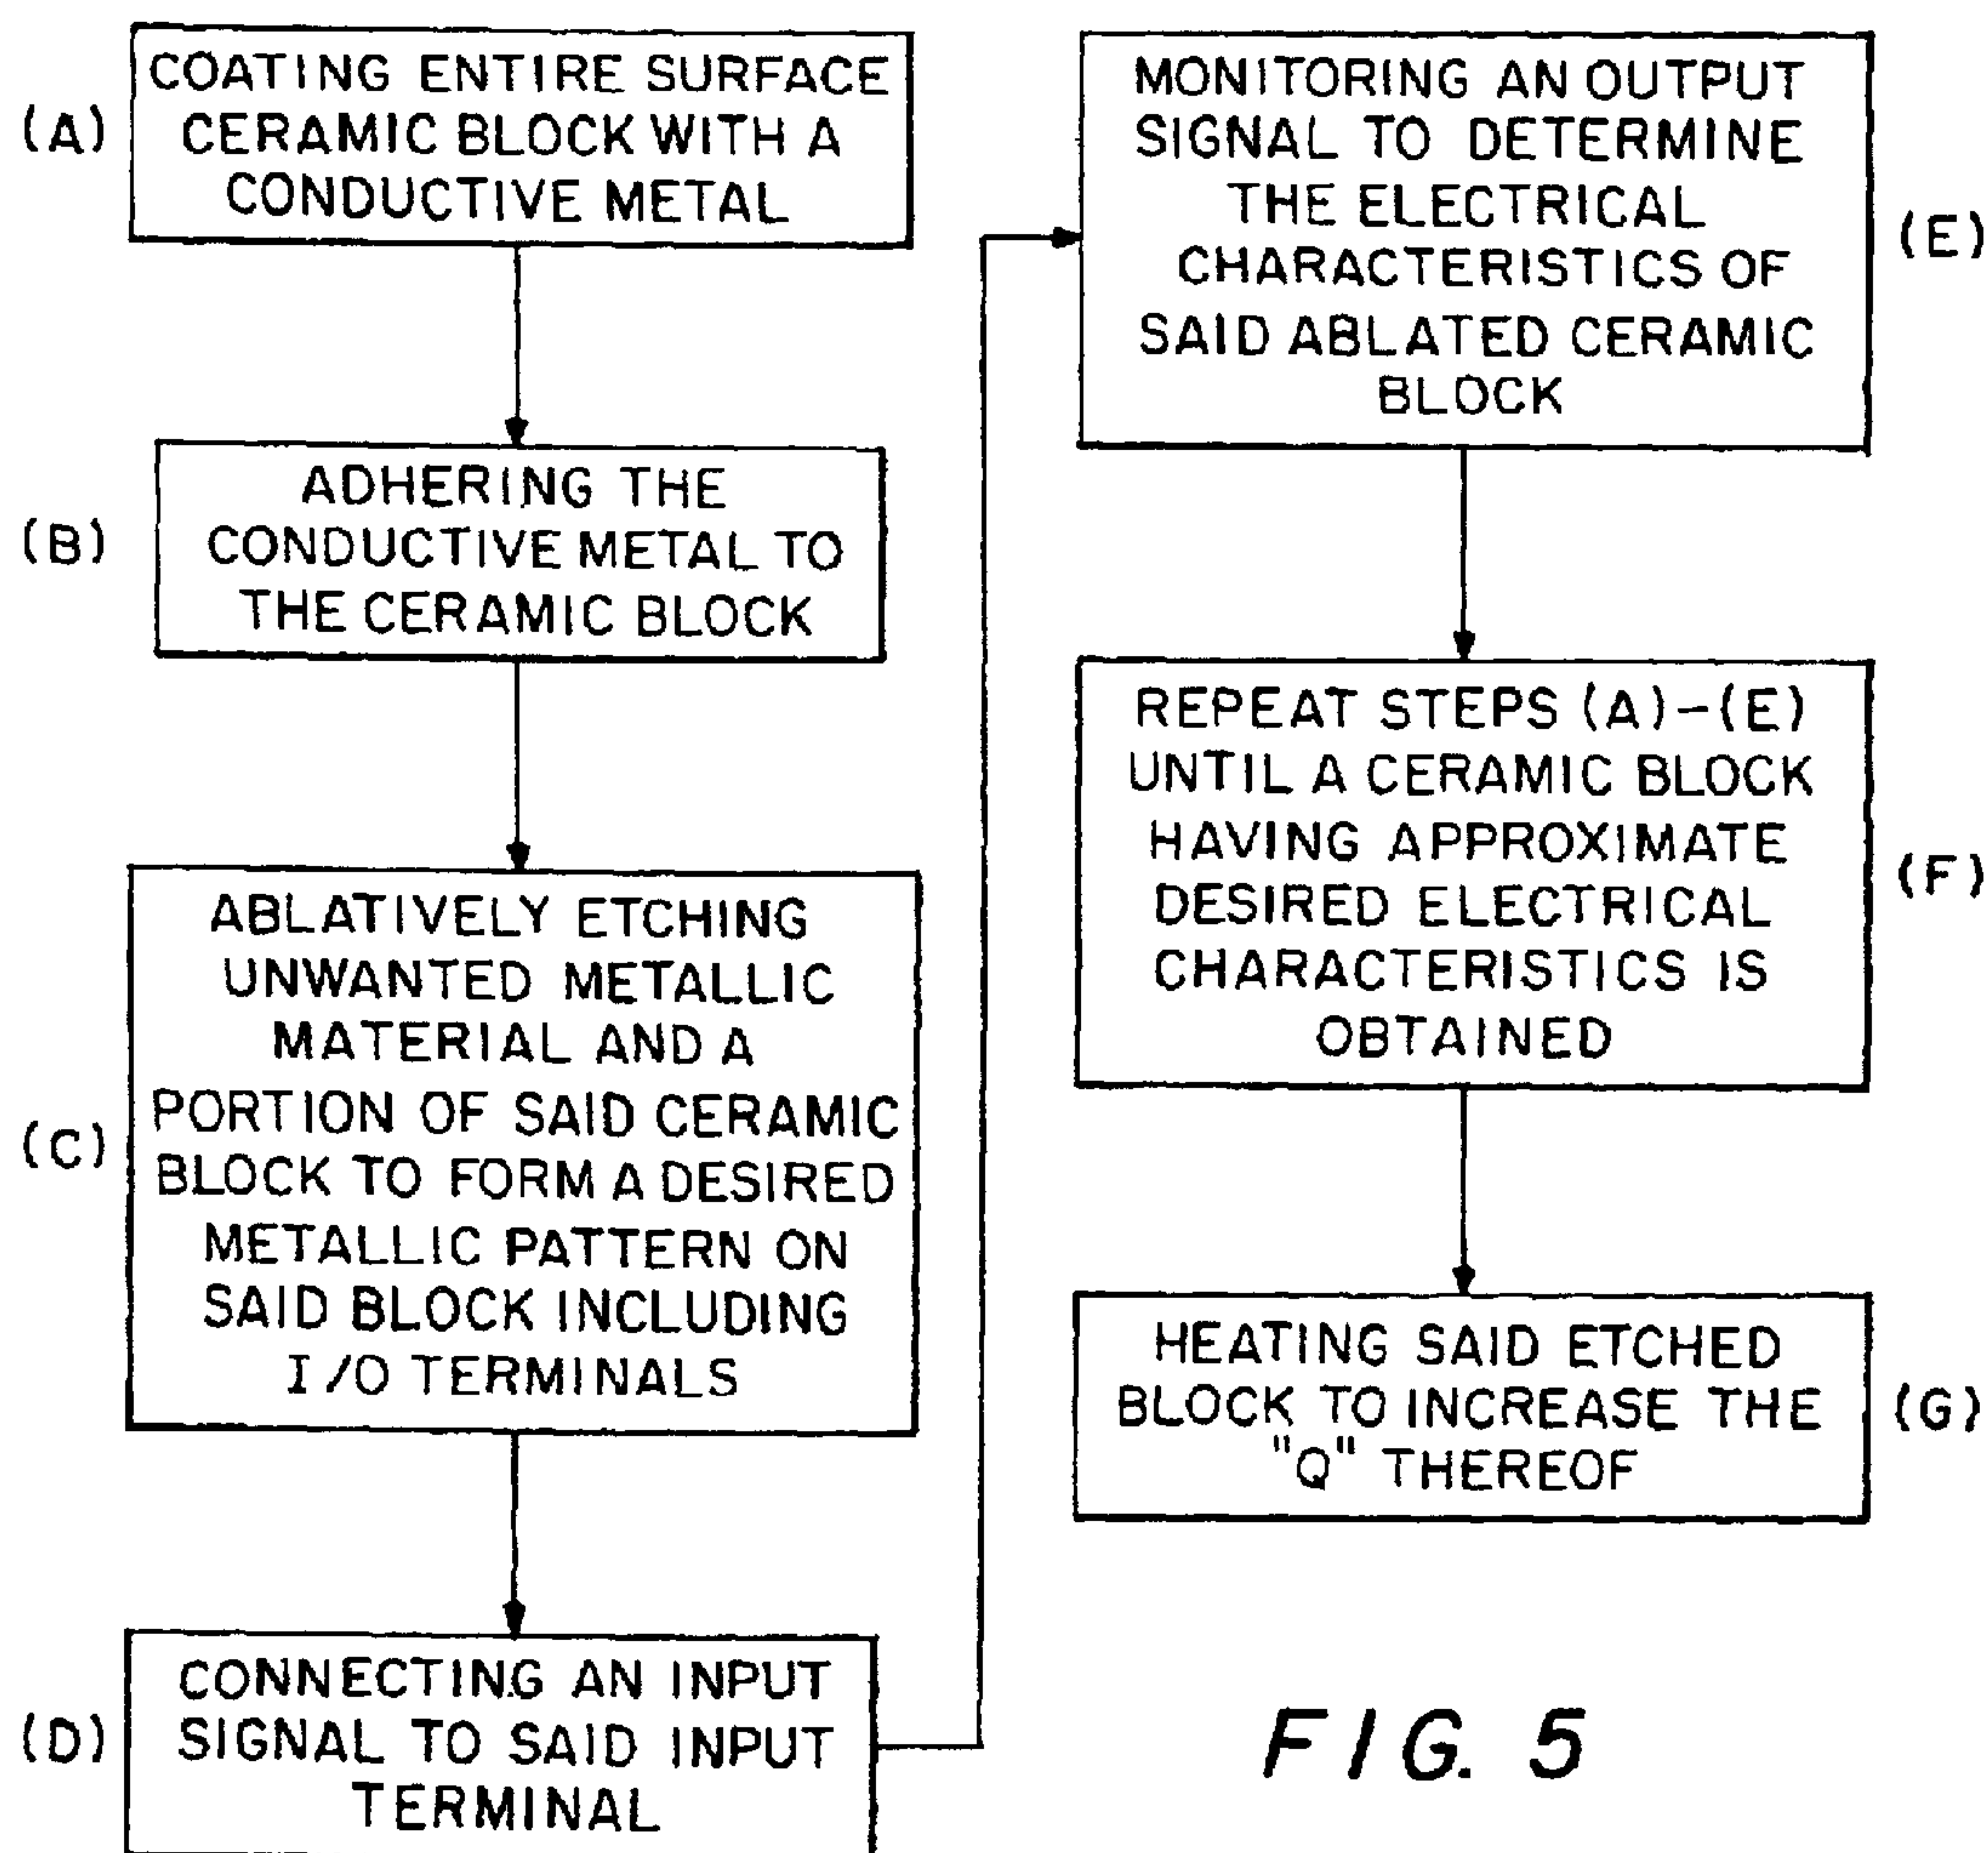 (A)
COATING ENTIRE SURFACE
CERAMIC BLOCK WITH A
CONDUCTIVE METAL
(B)
ADHERING THE
CONDUCTIVE METAL TO
THE CERAMIC BLOCK
(C)
ABLATIVELY ETCHING
UNWANTED METALLIC
MATERIAL AND A
PORTION OF SAID CERAMIC
BLOCK TO FORM A DESIRED
METALLIC PATTERN ON
SAID BLOCK INCLUDING
I/O TERMINALS
(D)
CONNECTING AN INPUT
SIGNAL TO SAID INPUT
TERMINAL
MONITORING AN OUTPUT
SIGNAL TO DETERMINE
THE ELECTRICAL
CHARACTERISTICS OF
SAID ABLATED CERAMIC
BLOCK
(E)
REPEAT STEPS (A)-(E)
UNTIL A CERAMIC BLOCK
HAVING APPROXIMATE
DESIRED ELECTRICAL
CHARACTERISTICS IS
OBTAINED
(F)
HEATING SAID ETCHED
BLOCK TO INCREASE THE
"Q" THEREOF
(G)
FIG. 5